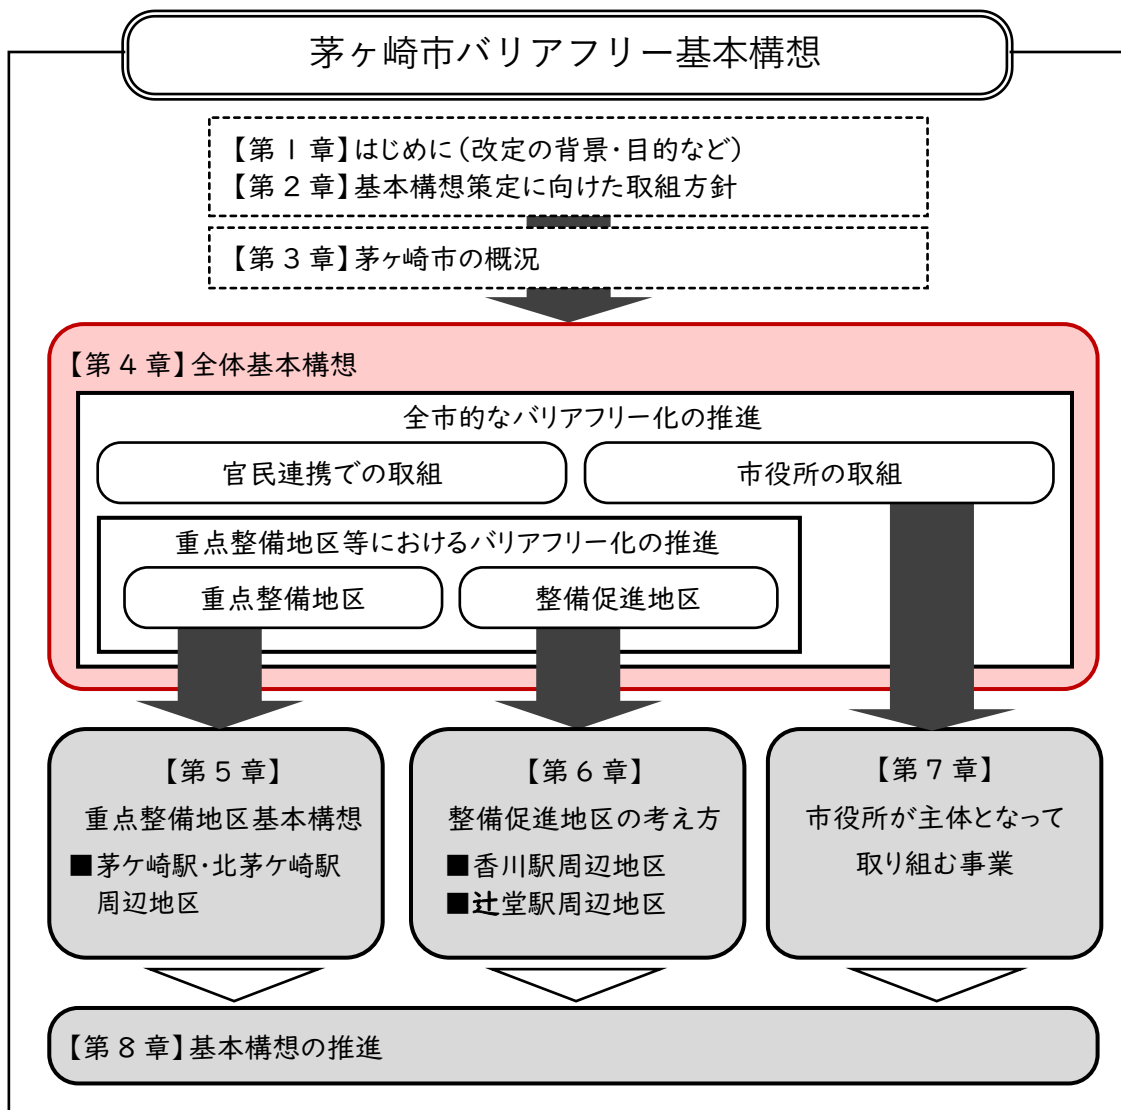 茅ヶ崎市バリアフリー基本構想
【第1章】はじめに(改定の背景・目的など)
【第2章】基本構想策定に向けた取組方針
【第3章】茅ヶ崎市の概況
【第4章】全体基本構想
全市的なバリアフリー化の推進
官民連携での取組
市役所の取組
重点整備地区等におけるバリアフリー化の推進
重点整備地区
整備促進地区
【第5章】
重点整備地区基本構想
■茅ケ崎駅・北茅ケ崎駅
周辺地区
【第6章】
整備促進地区の考え方
■香川駅周辺地区
■辻堂駅周辺地区
【第7章】
市役所が主体となって
取り組む事業
【第8章】基本構想の推進